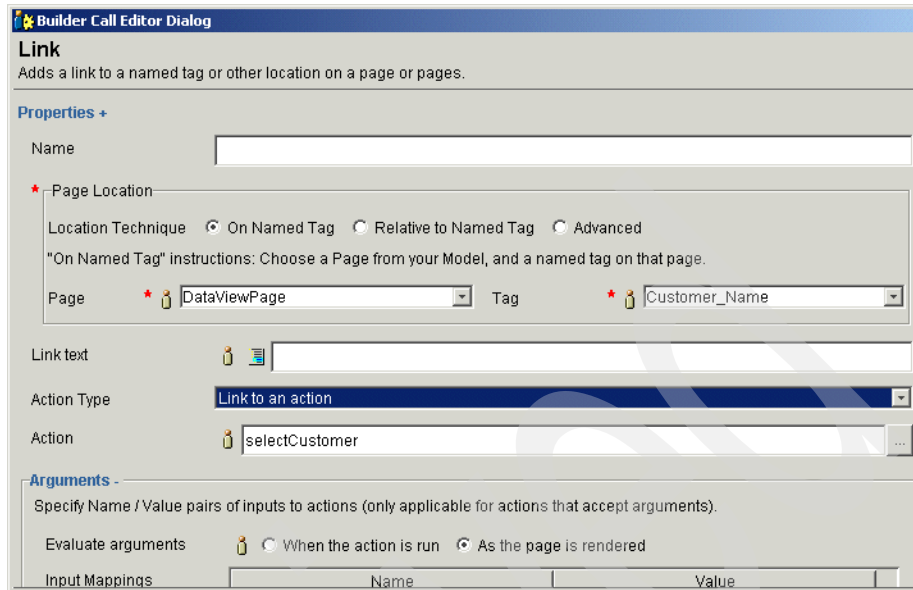 Builder Call Editor Dialog
Link
Adds a link to a named tag or other location on a page or pages.
Properties +
Name
* Page Location
Location Technique On Named Tag Relative to Named Tag Advanced
"On Named Tag" instructions: Choose a Page from your Model, and a named tag on that page.
Page * DataViewPage Tag * Customer_Name
Link text
Action Type Link to an action
Action selectCustomer ...
Arguments -
Specify Name / Value pairs of inputs to actions (only applicable for actions that accept arguments).
Evaluate arguments When the action is run As the page is rendered
Input Mappings Name Value